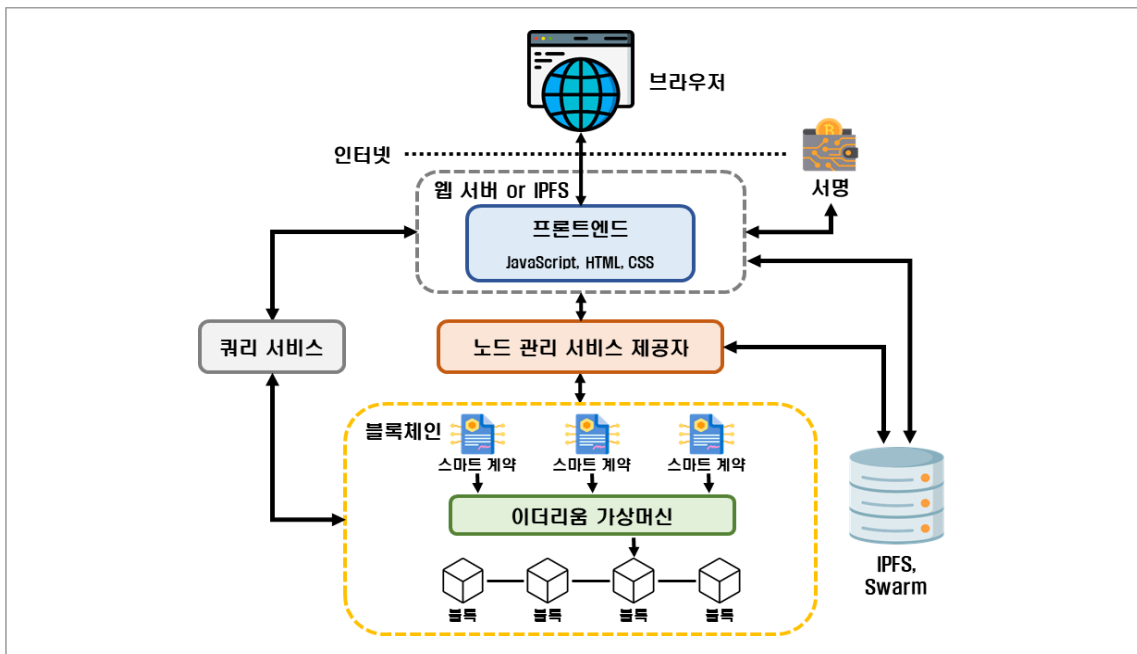 브라우저
인터넷
서명
웹 서버 or IPFS
프론트엔드
JavaScript, HTML, CSS
쿼리 서비스
노드 관리 서비스 제공자
블록체인
스마트 계약
스마트 계약
스마트 계약
이더리움 가상머신
블록
블록
블록
블록
IPFS,
Swarm